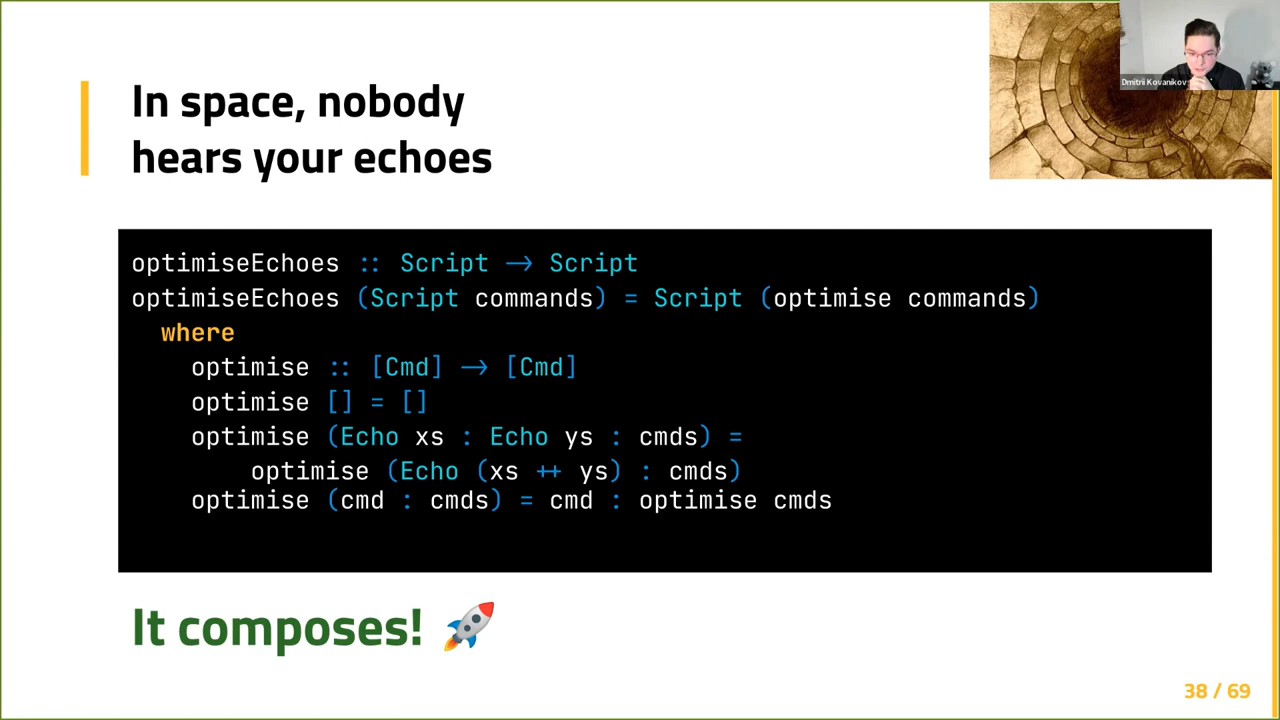 In space, nobody
hears your echoes
Dmitrii Kovanikov
optimiseEchoes :: Script -> Script
optimiseEchoes (Script commands) = Script (optimise commands)
where
optimise :: [Cmd] -> [Cmd]
optimise [] = []
optimise (Echo xs : Echo ys : cmds) =
optimise (Echo (xs ++ ys) : cmds)
optimise (cmd : cmds) = cmd : optimise cmds
It composes! 🚀
38 / 69